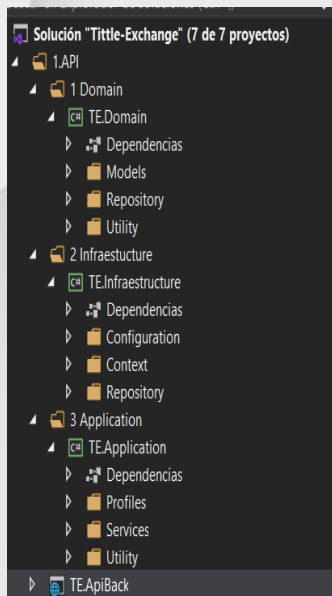 Solución "Tittle-Exchange" (7 de 7 proyectos)
1.API
1 Domain
C# TE.Domain
Dependencias
Models
Repository
Utility
2 Infraestucture
C# TE.Infraestructure
Dependencias
Configuration
Context
Repository
3 Application
C# TE.Application
Dependencias
Profiles
Services
Utility
TE.ApiBack